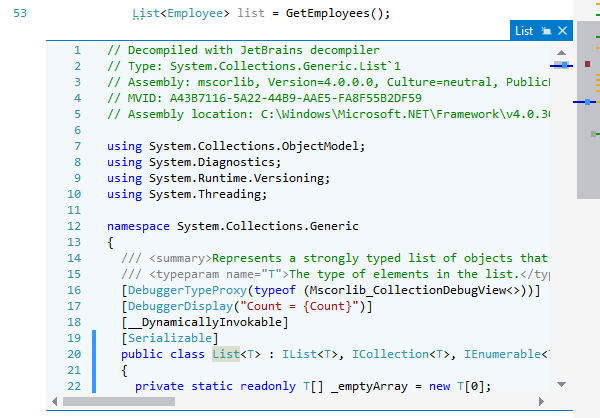 53 List<Employee> list = GetEmployees();
List
1 // Decompiled with JetBrains decompiler
2 // Type: System.Collections.Generic.List`1
3 // Assembly: mscorlib, Version=4.0.0.0, Culture=neutral, Public
4 // MVID: A43B7116-5A22-44B9-AAE5-FA8F55B2DF59
5 // Assembly location: C:\Windows\Microsoft.NET\Framework\v4.0.30
6
7 using System.Collections.ObjectModel;
8 using System.Diagnostics;
9 using System.Runtime.Versioning;
10 using System.Threading;
11
12 namespace System.Collections.Generic
13 {
14 /// <summary>Represents a strongly typed list of objects that
15 /// <typeparam name="T">The type of elements in the list.</typ
16 [DebuggerTypeProxy(typeof (Mscorlib_CollectionDebugView<>))]
17 [DebuggerDisplay("Count = {Count}")]
18 [__DynamicallyInvokable]
19 [Serializable]
20 public class List<T> : IList<T>, ICollection<T>, IEnumerable<T
21 {
22 private static readonly T[] _emptyArray = new T[0];